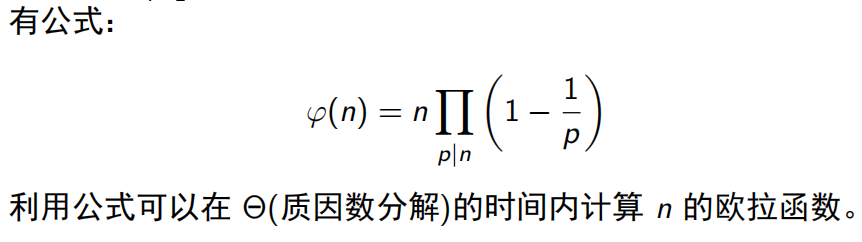 有公式：
φ(n) = n ∏_{p|n} (1 − 1/p)
利用公式可以在 Θ(质因数分解)的时间内计算 n 的欧拉函数。